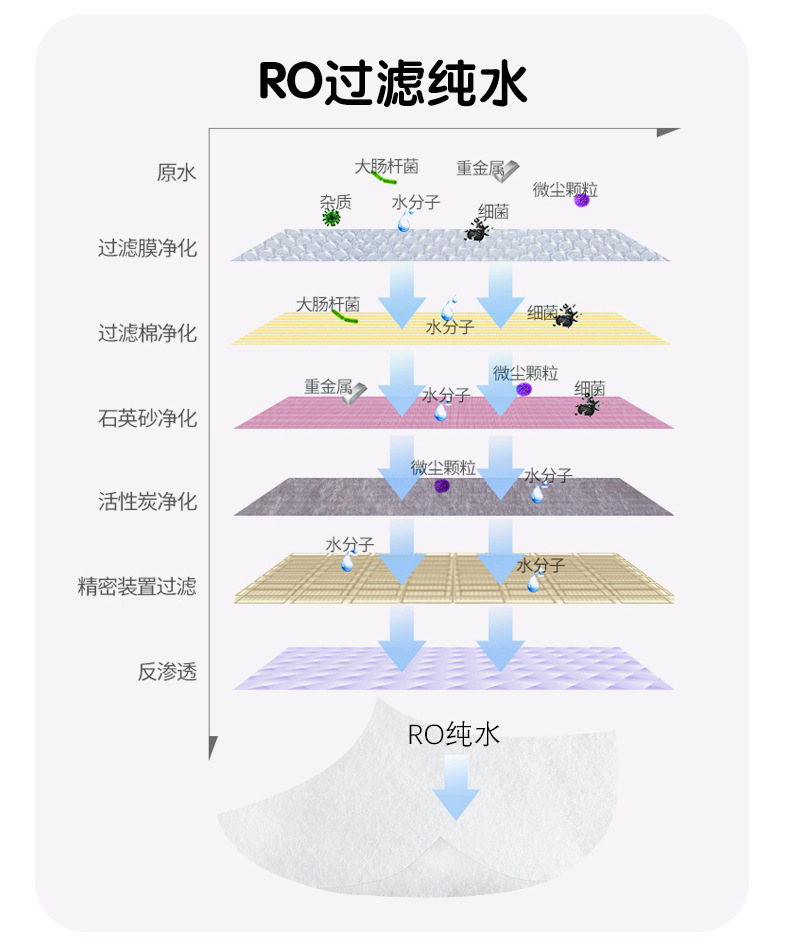 RO过滤纯水
原水
大肠杆菌
重金属
微尘颗粒
杂质
水分子
细菌
过滤膜净化
大肠杆菌
水分子
细菌
过滤棉净化
重金属
水分子
微尘颗粒
细菌
石英砂净化
微尘颗粒
水分子
活性炭净化
水分子
水分子
精密装置过滤
反渗透
RO纯水